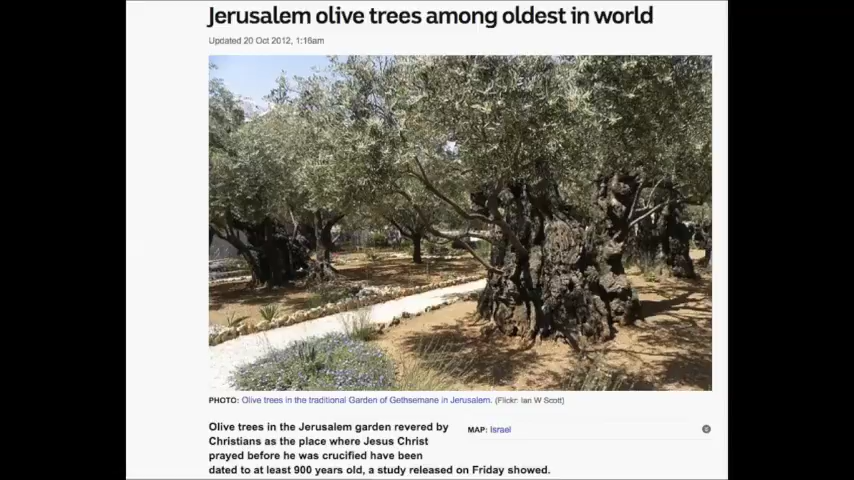 Jerusalem olive trees among oldest in world
Updated 20 Oct 2012, 1:16am
PHOTO: Olive trees in the traditional Garden of Gethsemane in Jerusalem. (Flickr: Ian W Scott)
Olive trees in the Jerusalem garden revered by
Christians as the place where Jesus Christ
prayed before he was crucified have been
dated to at least 900 years old, a study released on Friday showed.
MAP: Israel